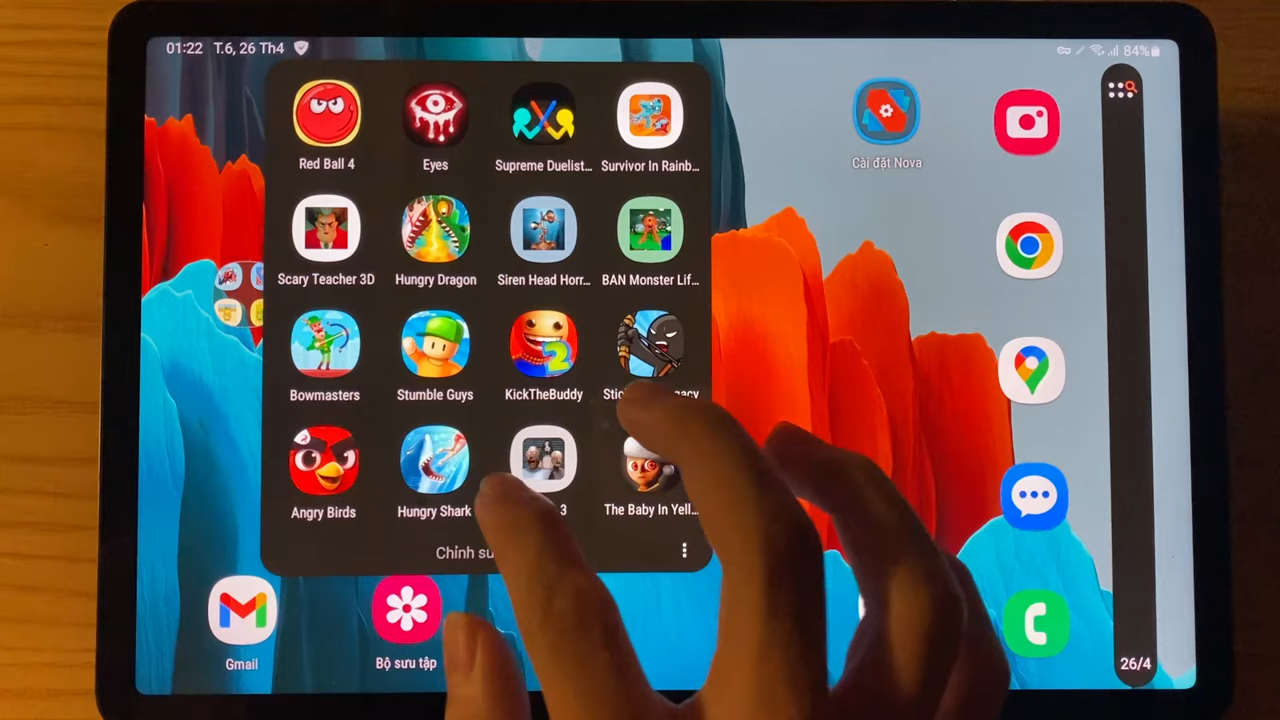 01:22 T.6, 26 Th4
84%
Red Ball 4
Eyes
Supreme Duelist...
Survivor In Rainb...
Cài đặt Nova
Scary Teacher 3D
Hungry Dragon
Siren Head Horr...
BAN Monster Lif...
Bowmasters
Stumble Guys
2
KickTheBuddy
Angry Birds
Hungry Shark
3
The Baby In Yell...
Gmail
Bộ sưu tập
26/4